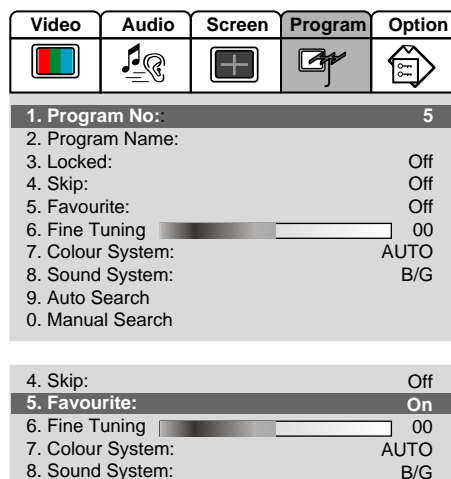 Video Audio Screen Program Option
1. Program No:: 5
2. Program Name:
3. Locked: Off
4. Skip: Off
5. Favourite: Off
6. Fine Tuning 00
7. Colour System: AUTO
8. Sound System: B/G
9. Auto Search
0. Manual Search
4. Skip: Off
5. Favourite: On
6. Fine Tuning 00
7. Colour System: AUTO
8. Sound System: B/G